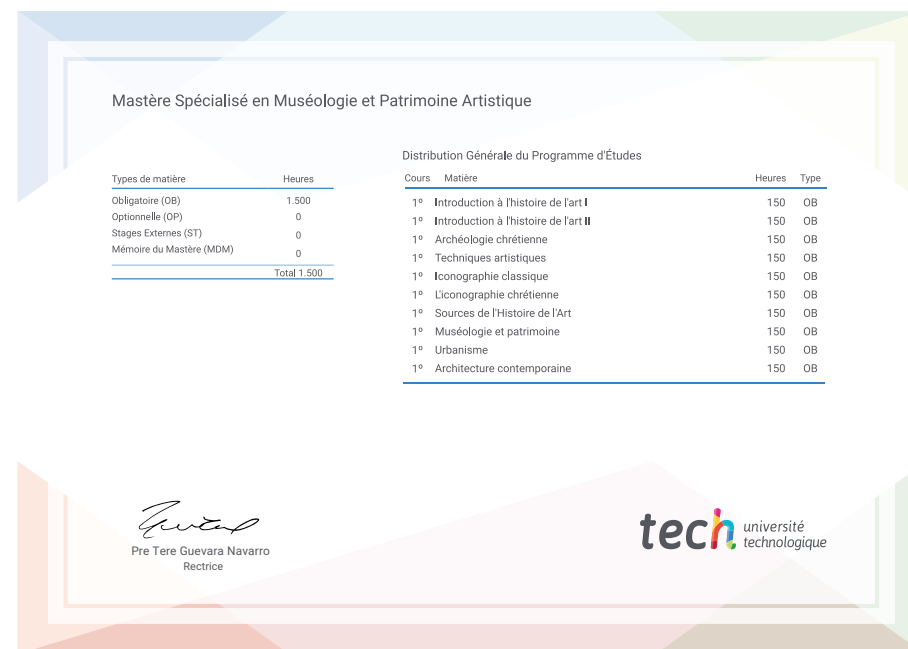 Mastère Spécialisé en Muséologie et Patrimoine Artistique
Types de matière Heures
Obligatoire (OB) 1.500
Optionnelle (OP) 0
Stages Externes (ST) 0
Mémoire du Mastère (MDM) 0
Total 1.500
Distribution Générale du Programme d'Études
Cours Matière Heures Type
1º Introduction à l'histoire de l'art I 150 OB
1º Introduction à l'histoire de l'art II 150 OB
1º Archéologie chrétienne 150 OB
1º Techniques artistiques 150 OB
1º Iconographie classique 150 OB
1º L'iconographie chrétienne 150 OB
1º Sources de l'Histoire de l'Art 150 OB
1º Muséologie et patrimoine 150 OB
1º Urbanisme 150 OB
1º Architecture contemporaine 150 OB
Pre Tere Guevara Navarro
Rectrice
tech université
technologique